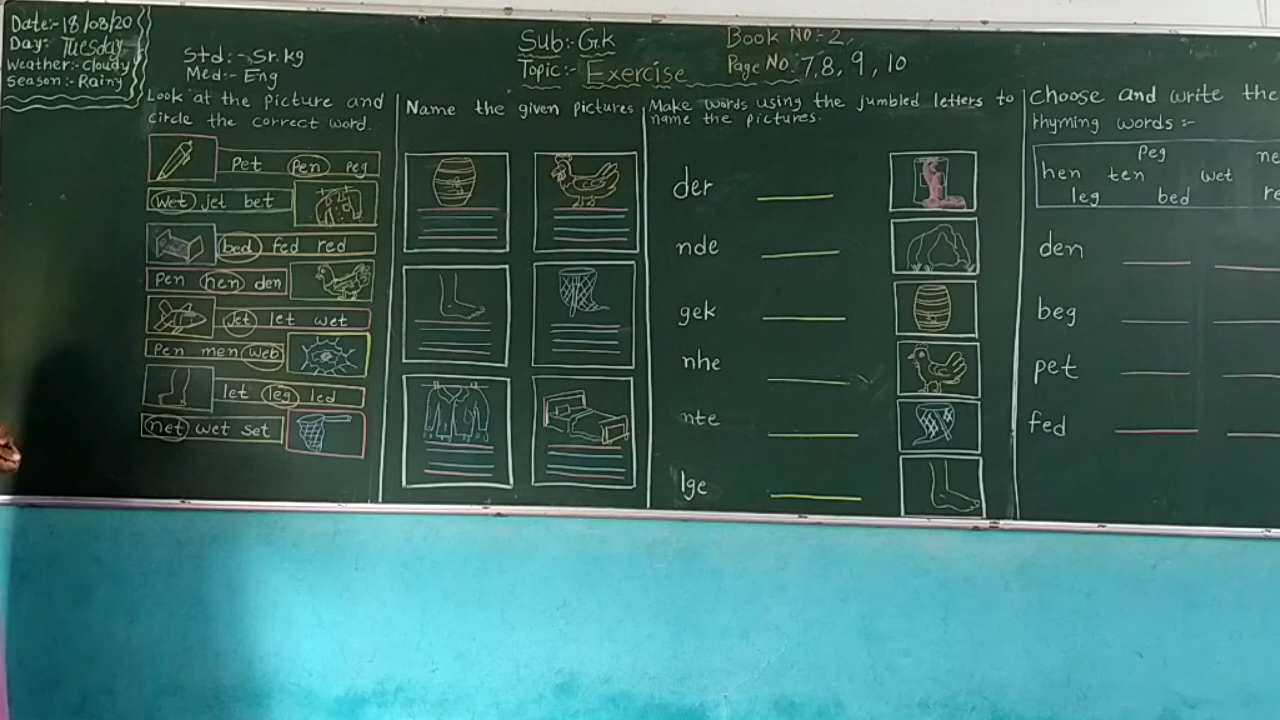 Date:- 18/08/20
Day:- Tuesday
Weather:- Cloudy
Season:- Rainy
Std:- Sr. kg
Med:- Eng
Sub:- G.k
Topic:- Exercise
Book No:- 2,
Page No. 7, 8, 9, 10
Look at the Picture and
circle the correct word.
Pet Pen Peg
wet jet bet
bed fed red
Pen hen den
jet let wet
Pen men web
let leg led
net wet set
Name the given pictures
Make words using the jumbled letters to
name the pictures.
der
nde
gek
nhe
nte
lge
Choose and write the
rhyming words:-
Peg ne
hen ten wet
leg bed re
den
beg
pet
fed